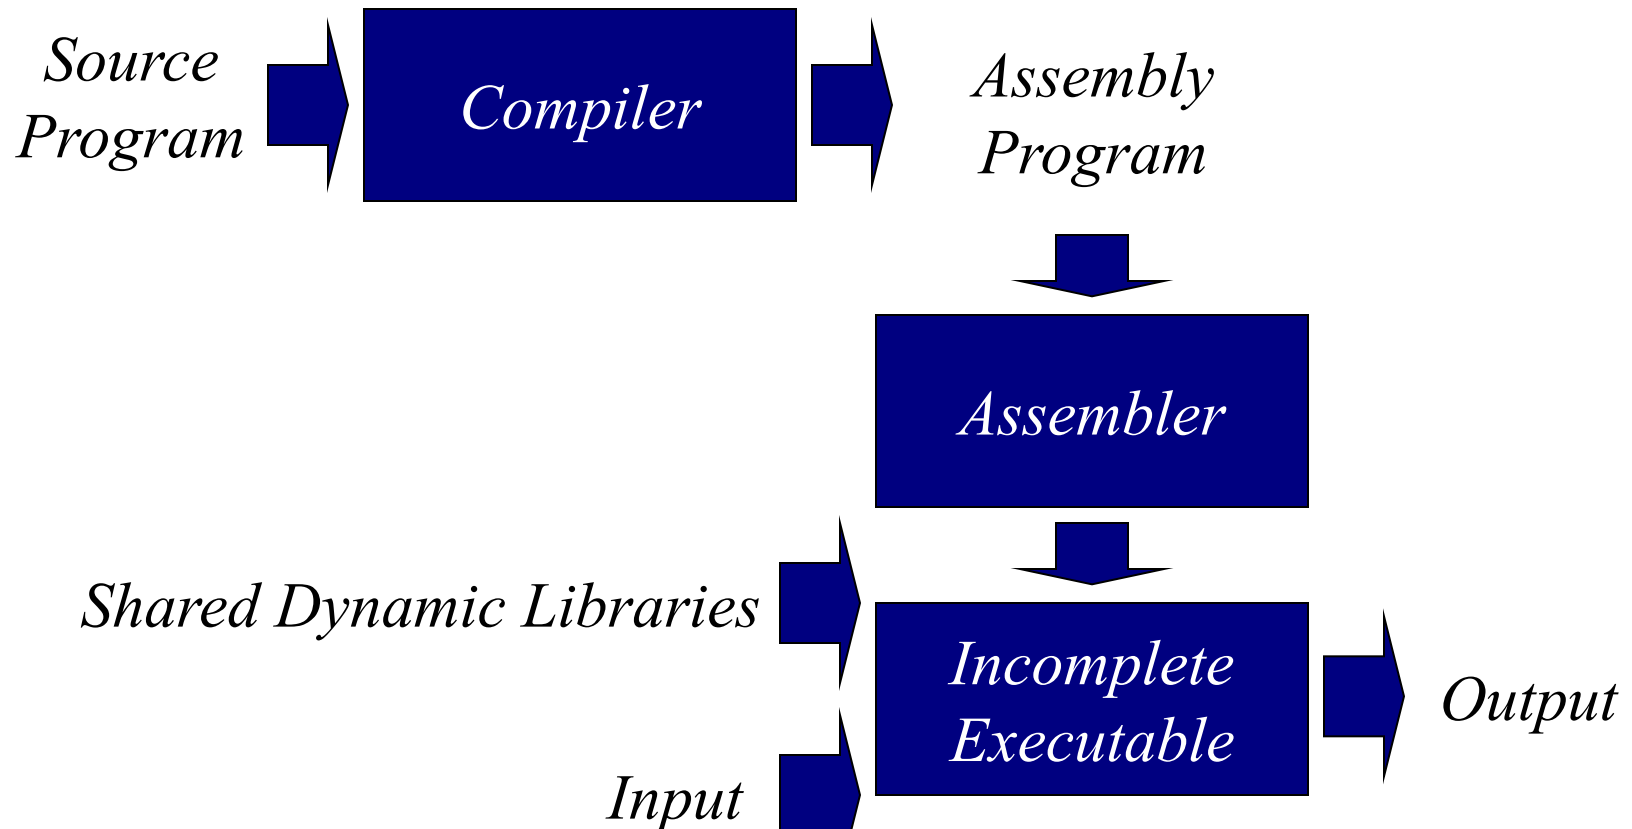 Source
Program
Compiler
Assembly
Program
Assembler
Shared Dynamic Libraries
Incomplete
Executable
Output
Input